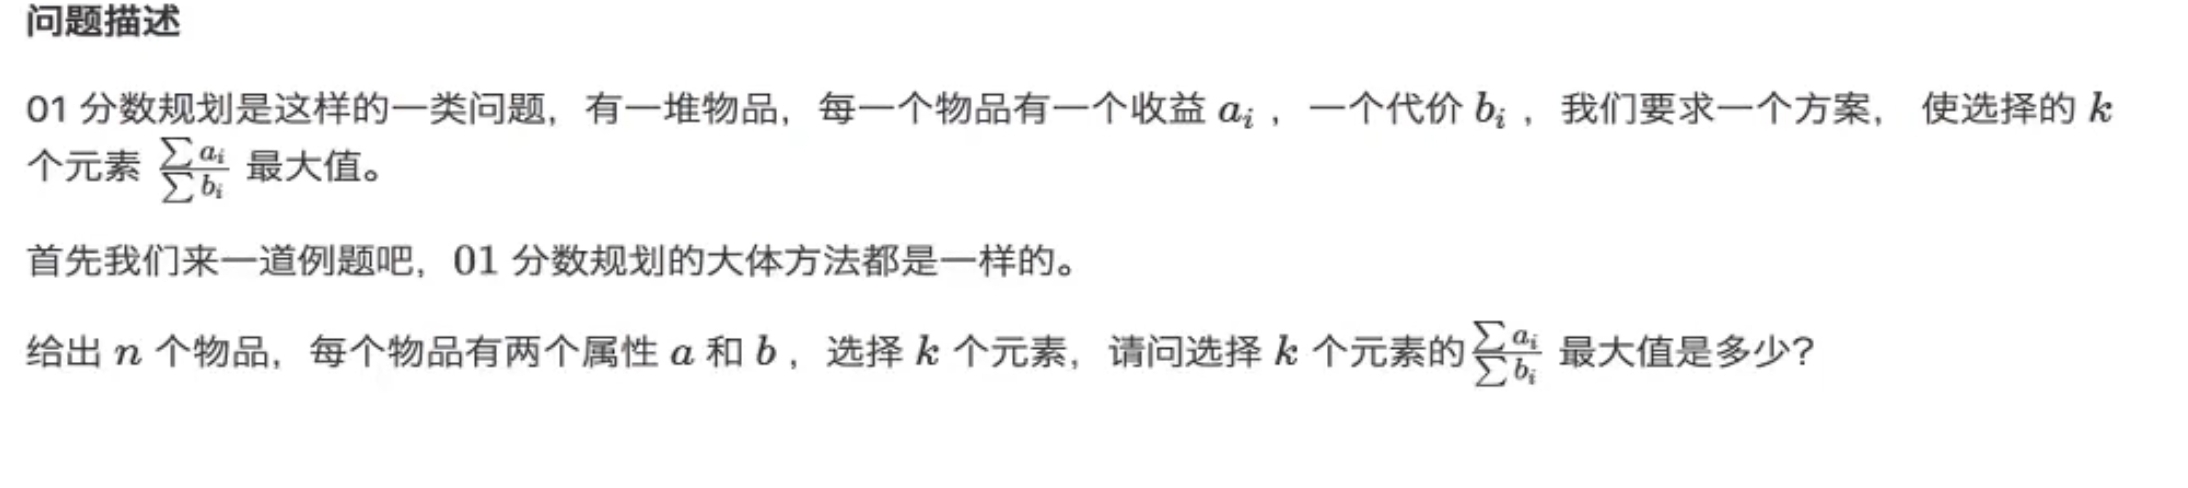 问题描述
01 分数规划是这样的一类问题，有一堆物品，每一个物品有一个收益 $a_i$ ，一个代价 $b_i$ ，我们要求一个方案， 使选择的 $k$
个元素 $\frac{\sum a_i}{\sum b_i}$ 最大值。
首先我们来一道例题吧，01 分数规划的大体方法都是一样的。
给出 $n$ 个物品，每个物品有两个属性 $a$ 和 $b$ ，选择 $k$ 个元素，请问选择 $k$ 个元素的 $\frac{\sum a_i}{\sum b_i}$ 最大值是多少?